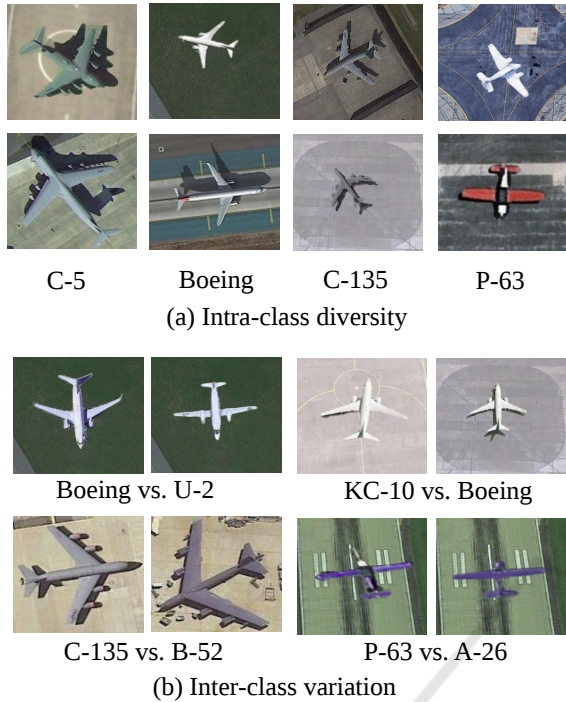 C-5 Boeing C-135 P-63
(a) Intra-class diversity
Boeing vs. U-2 KC-10 vs. Boeing
C-135 vs. B-52 P-63 vs. A-26
(b) Inter-class variation